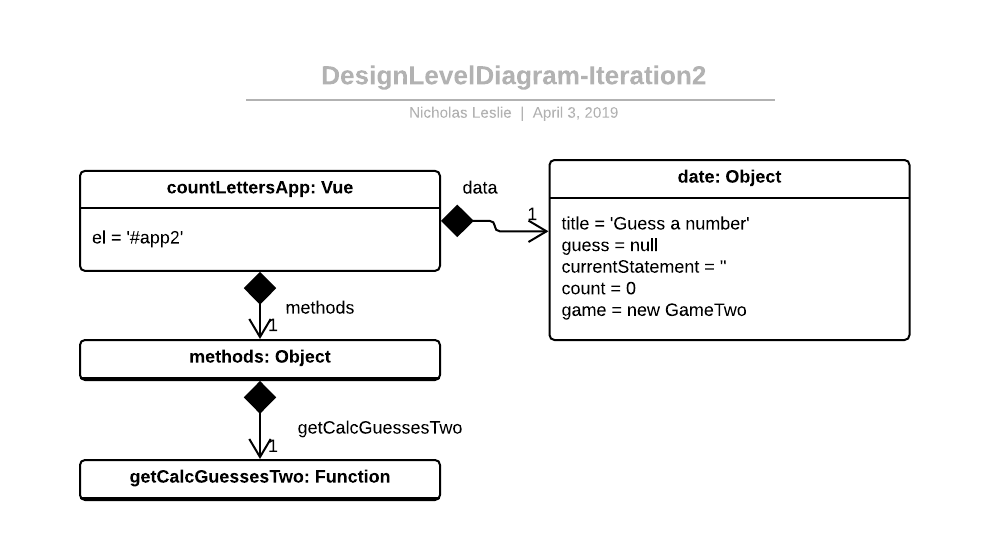 DesignLevelDiagram-Iteration2
Nicholas Leslie | April 3, 2019
countLettersApp: Vue
el = '#app2'
data
1
date: Object
title = 'Guess a number'
guess = null
currentStatement = ''
count = 0
game = new GameTwo
methods
1
methods: Object
getCalcGuessesTwo
1
getCalcGuessesTwo: Function